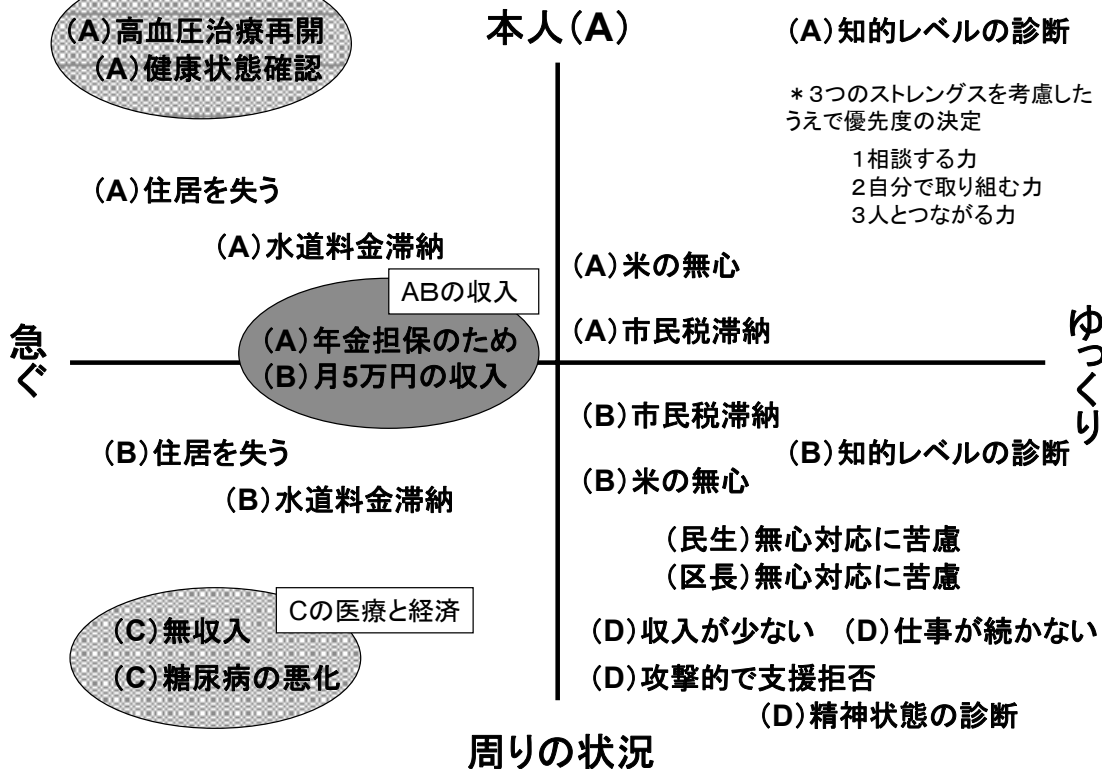 本人(A)
(A)高血圧治療再開
(A)健康状態確認
(A)知的レベルの診断
*3つのストレングスを考慮した
うえで優先度の決定
1相談する力
2自分で取り組む力
3人とつながる力
(A)住居を失う
(A)水道料金滞納
(A)米の無心
ABの収入
(A)市民税滞納
(A)年金担保のため
(B)月5万円の収入
急ぐ
ゆっくり
(B)市民税滞納
(B)住居を失う
(B)知的レベルの診断
(B)水道料金滞納
(B)米の無心
(民生)無心対応に苦慮
(区長)無心対応に苦慮
Cの医療と経済
(C)無収入
(C)糖尿病の悪化
(D)収入が少ない (D)仕事が続かない
(D)攻撃的で支援拒否
(D)精神状態の診断
周りの状況